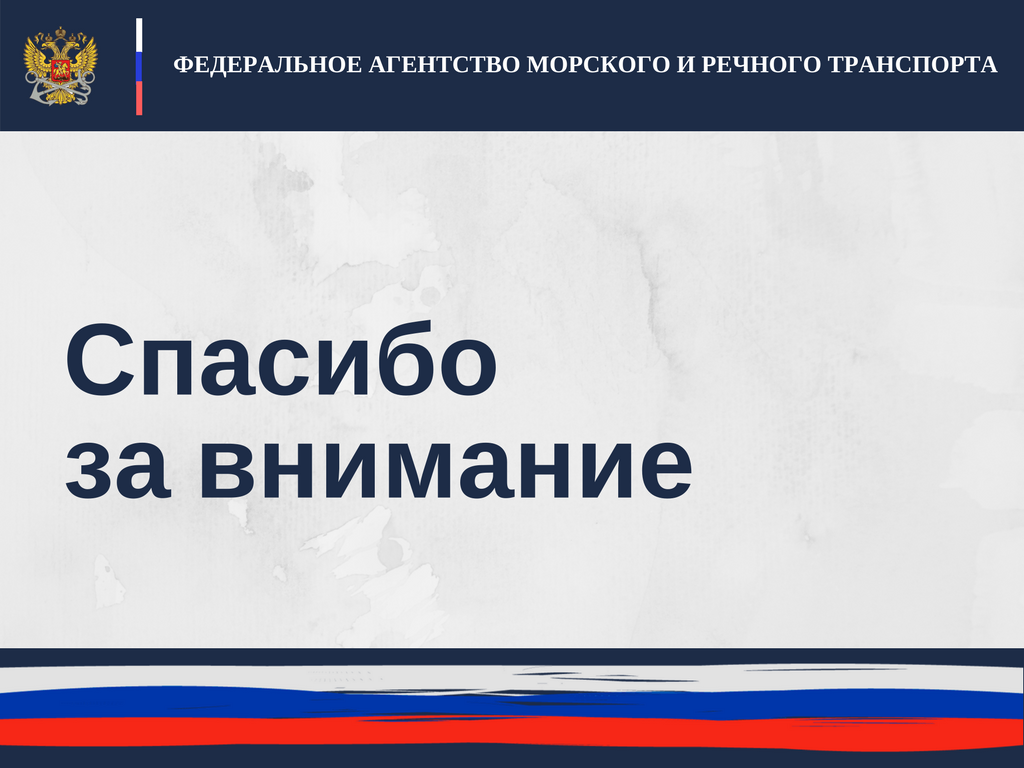 ФЕДЕРАЛЬНОЕ АГЕНТСТВО МОРСКОГО И РЕЧНОГО ТРАНСПОРТА
Спасибо
за внимание